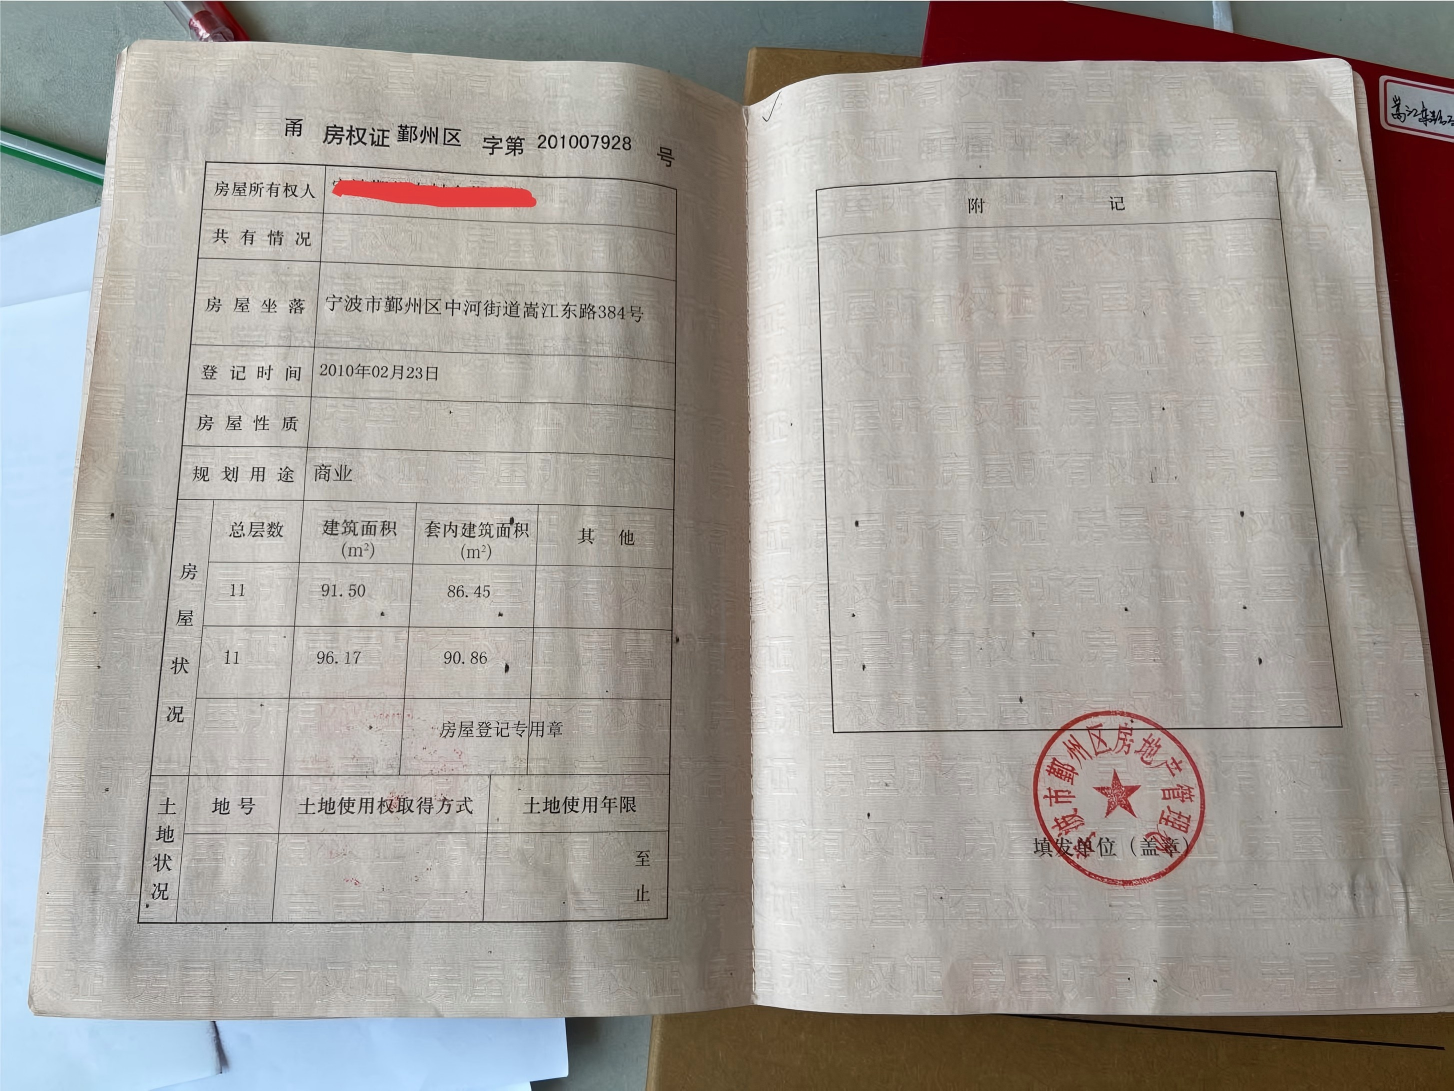 甬 房权证 鄞州区 字第 201007928 号
房屋所有权人
共有情况
房屋坐落 宁波市鄞州区中河街道嵩江东路384号
登记时间 2010年02月23日
房屋性质
规划用途 商业
房屋状况
总层数 建筑面积(m²) 套内建筑面积(m²) 其他
11 91.50 86.45
11 96.17 90.86
房屋登记专用章
土地状况
地号 土地使用权取得方式 土地使用年限
至
止
附记
宁波市鄞州区房地产管理处
填发单位（盖章）